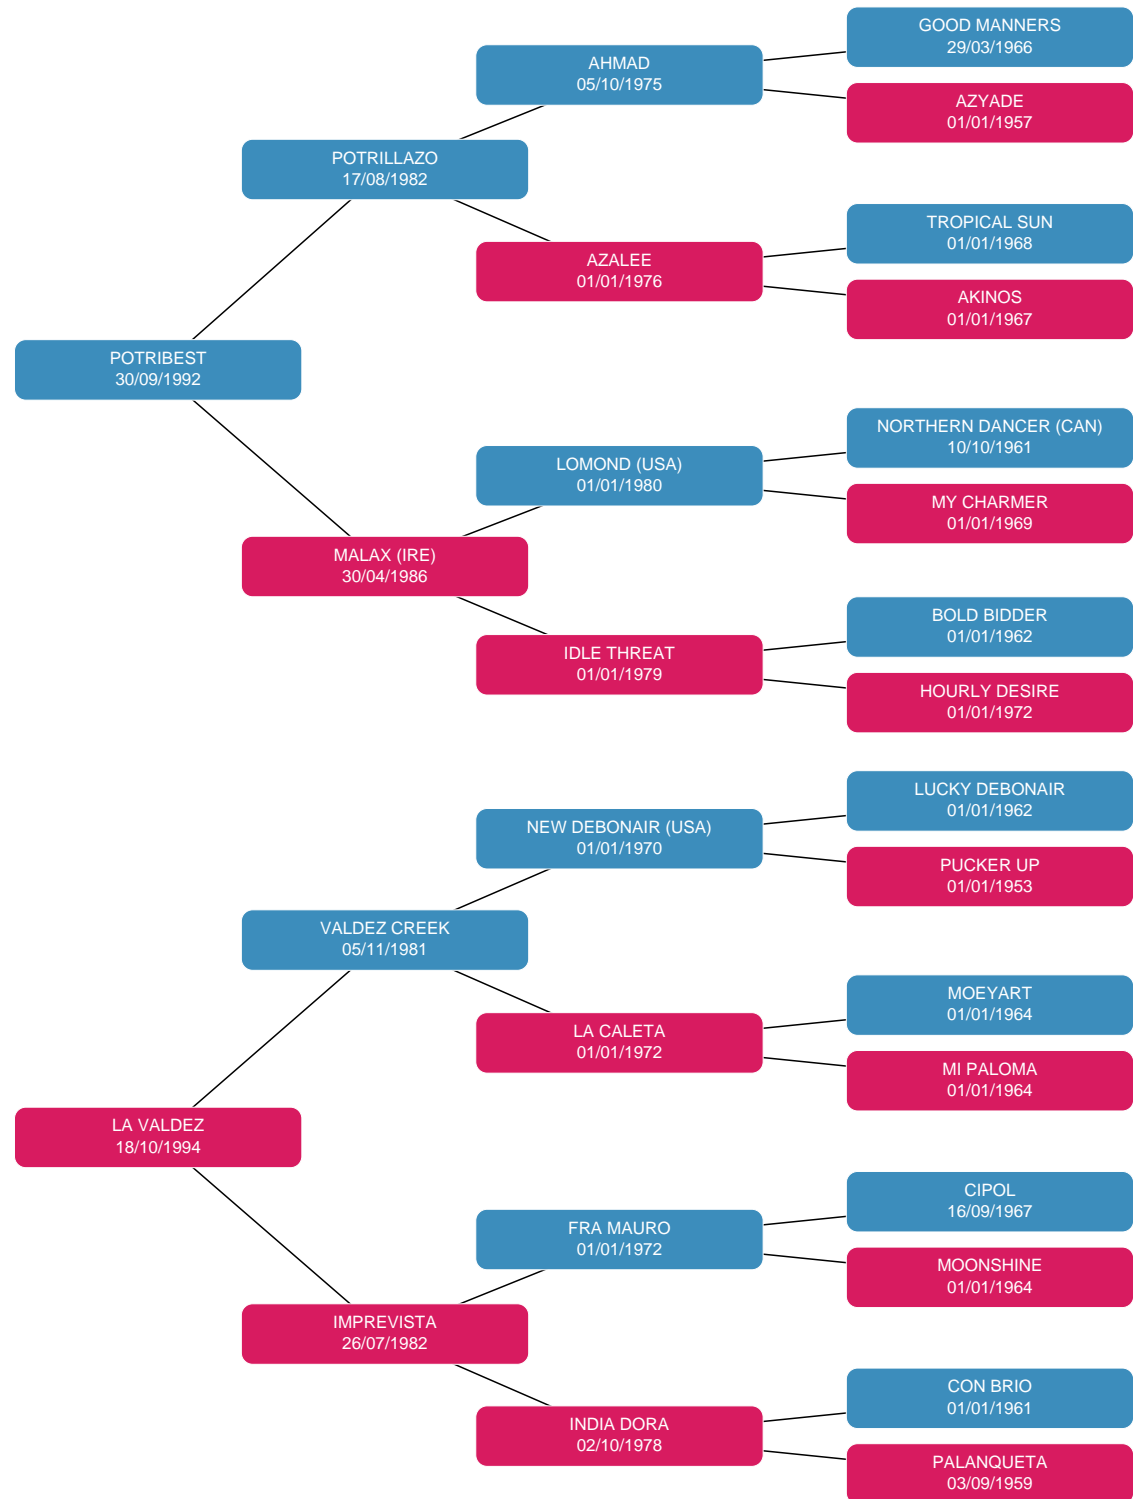 GOOD MANNERS
29/03/1966
AHMAD
05/10/1975
AZYADE
01/01/1957
POTRILLAZO
17/08/1982
TROPICAL SUN
01/01/1968
AZALEE
01/01/1976
AKINOS
01/01/1967
POTRIBEST
30/09/1992
NORTHERN DANCER (CAN)
10/10/1961
LOMOND (USA)
01/01/1980
MY CHARMER
01/01/1969
MALAX (IRE)
30/04/1986
BOLD BIDDER
01/01/1962
IDLE THREAT
01/01/1979
HOURLY DESIRE
01/01/1972
LUCKY DEBONAIR
01/01/1962
NEW DEBONAIR (USA)
01/01/1970
PUCKER UP
01/01/1953
VALDEZ CREEK
05/11/1981
MOEYART
01/01/1964
LA CALETA
01/01/1972
MI PALOMA
01/01/1964
LA VALDEZ
18/10/1994
CIPOL
16/09/1967
FRA MAURO
01/01/1972
MOONSHINE
01/01/1964
IMPREVISTA
26/07/1982
CON BRIO
01/01/1961
INDIA DORA
02/10/1978
PALANQUETA
03/09/1959